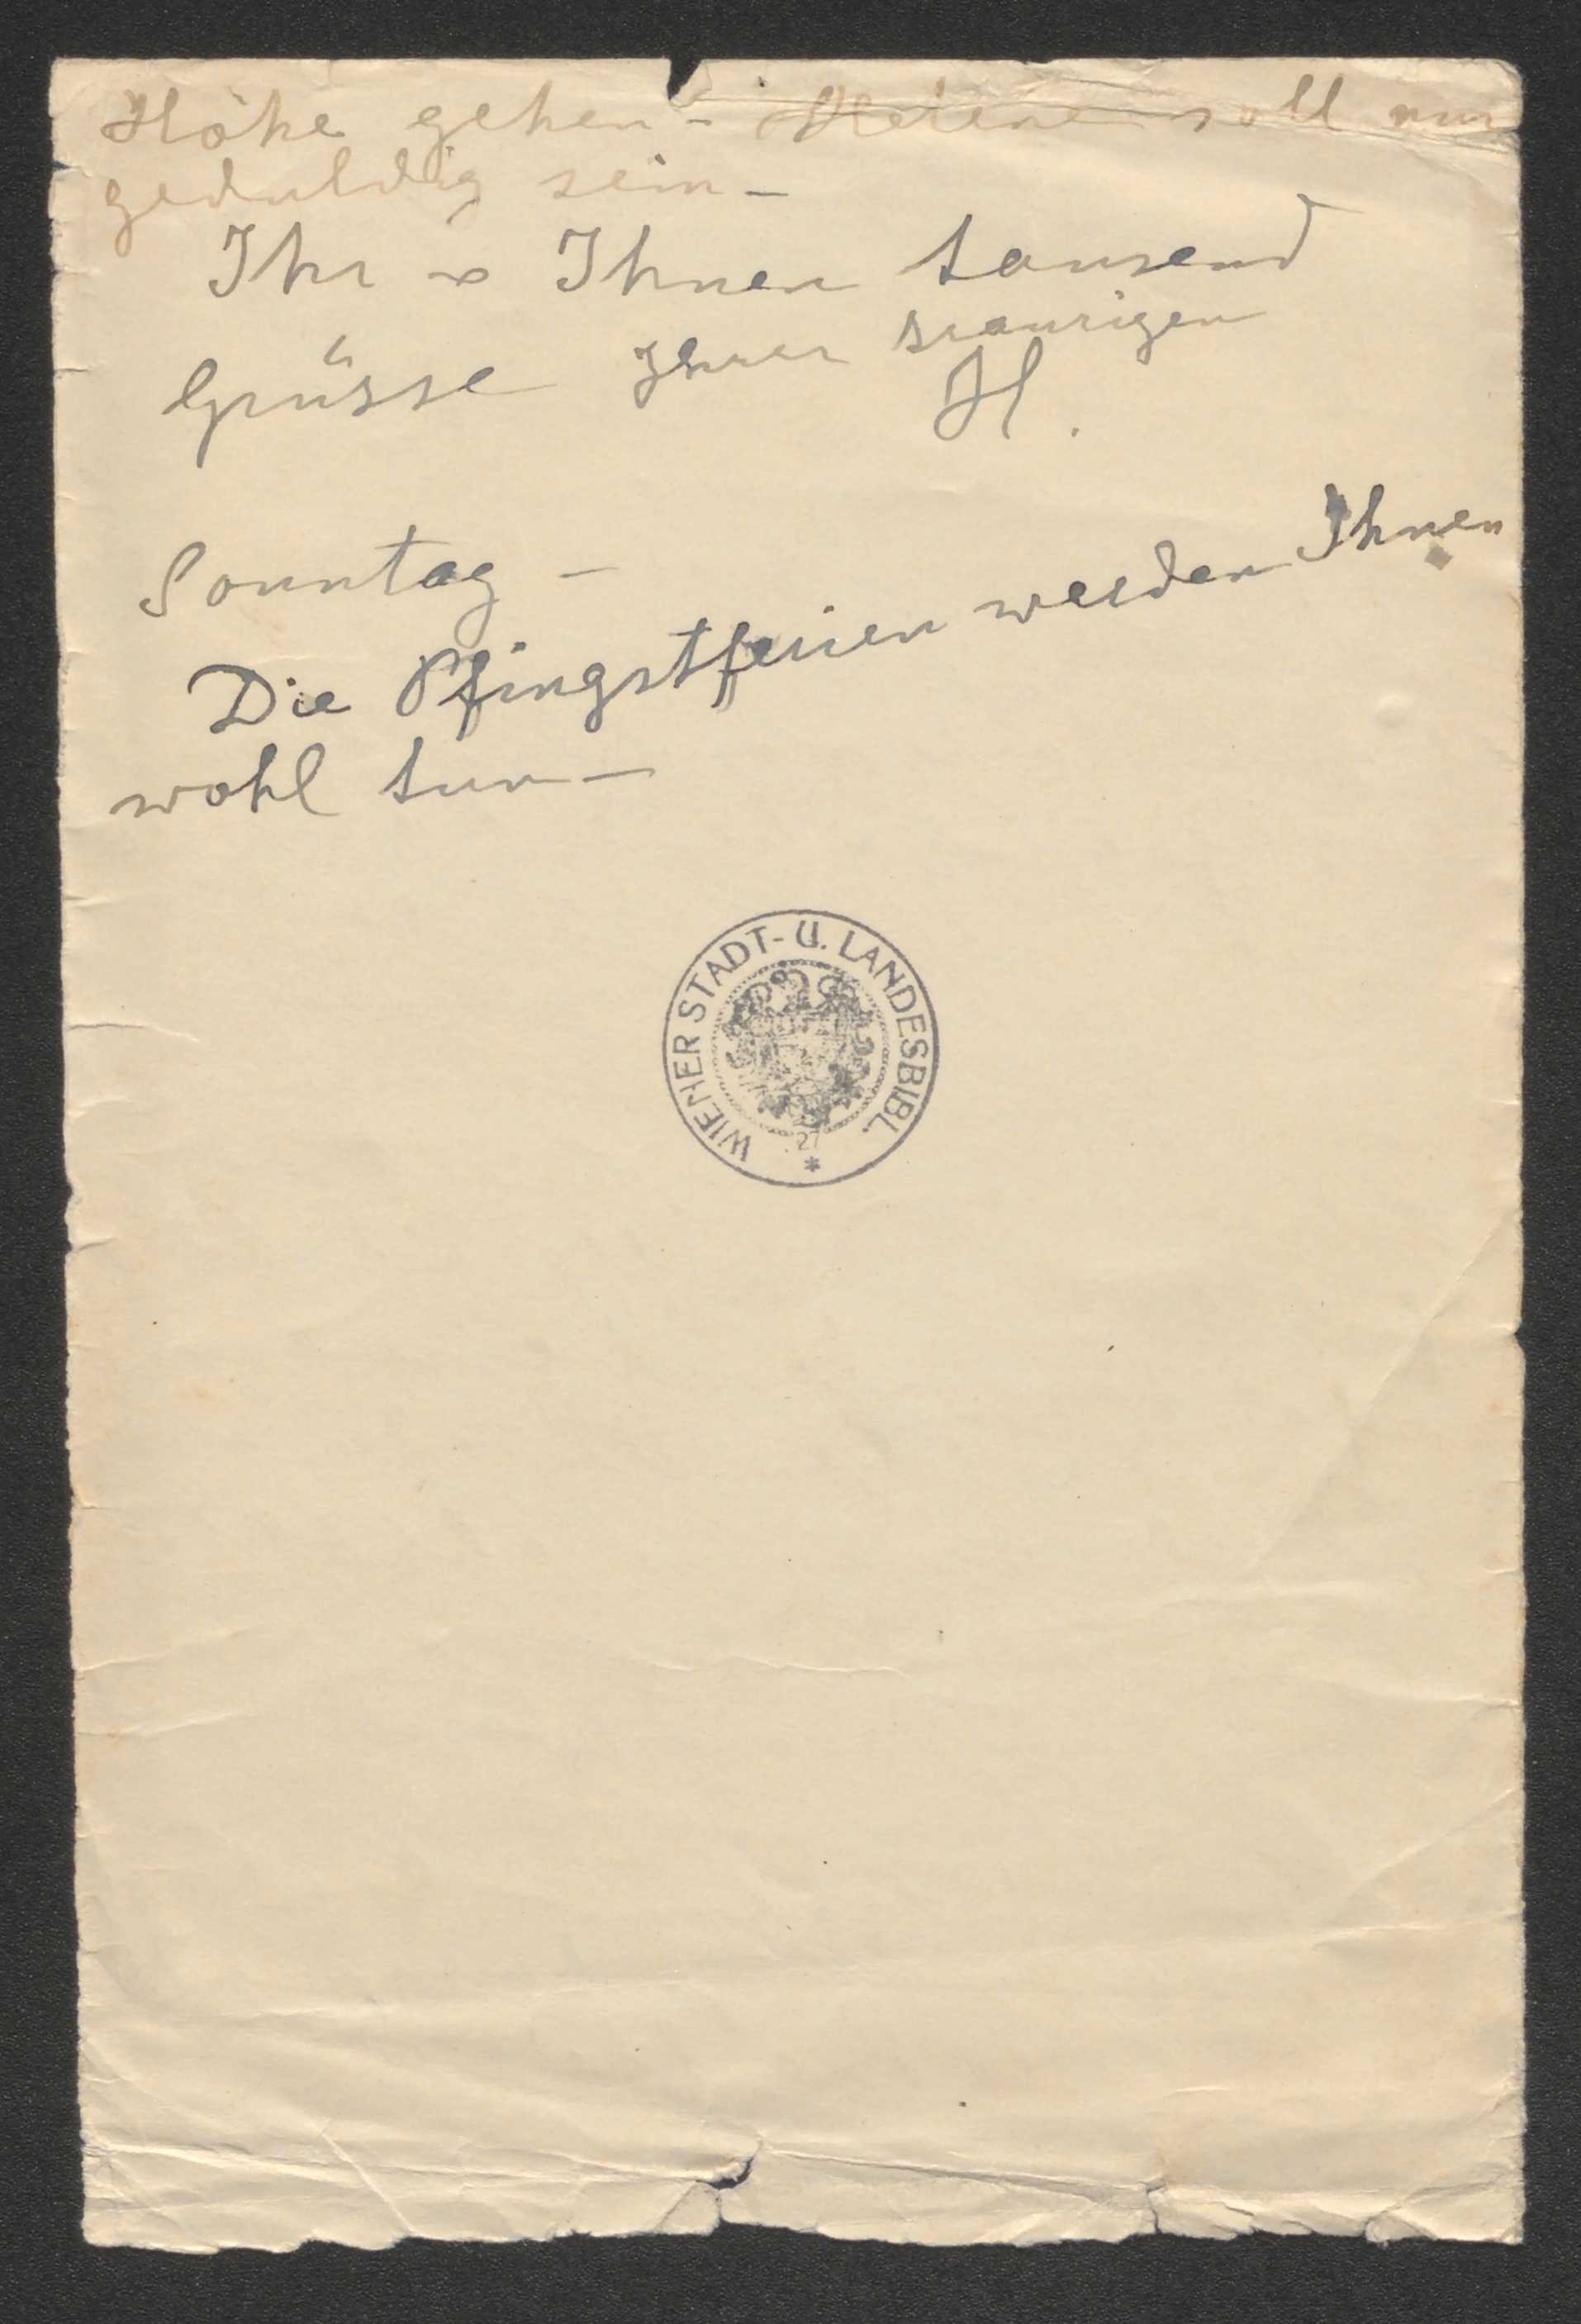 Höhe gehen – Helene soll nur
geduldig sein –
Ihr u Ihnen tausend
Grüsse Ihrer traurigen
H.
Sonntag –
Die Pfingstferien werden Ihnen
wohl tun –
WIENER STADT- U. LANDESBIBL.
27
*